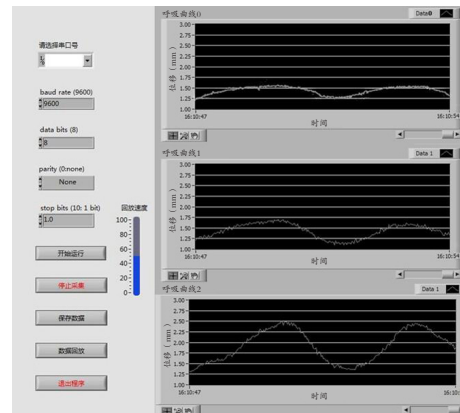 请选择串口号
baud rate (9600)
9600
data bits (8)
8
parity (0:none)
None
stop bits (10: 1 bit)
1.0
回放速度
100
80
60
40
20
0
开始运行
停止采集
保存数据
数据回放
退出程序
呼吸曲线0
Data0
位移（mm）
3.00
2.75
2.50
2.25
2.00
1.75
1.50
1.25
1.00
16:10:47
16:10:54
时间
呼吸曲线1
Data 1
位移（mm）
3.00
2.75
2.50
2.25
2.00
1.75
1.50
1.25
1.00
16:10:47
16:10:54
时间
呼吸曲线2
Data 1
位移（mm）
3.00
2.75
2.50
2.25
2.00
1.75
1.50
1.25
1.00
16:10:47
16:10:
时间